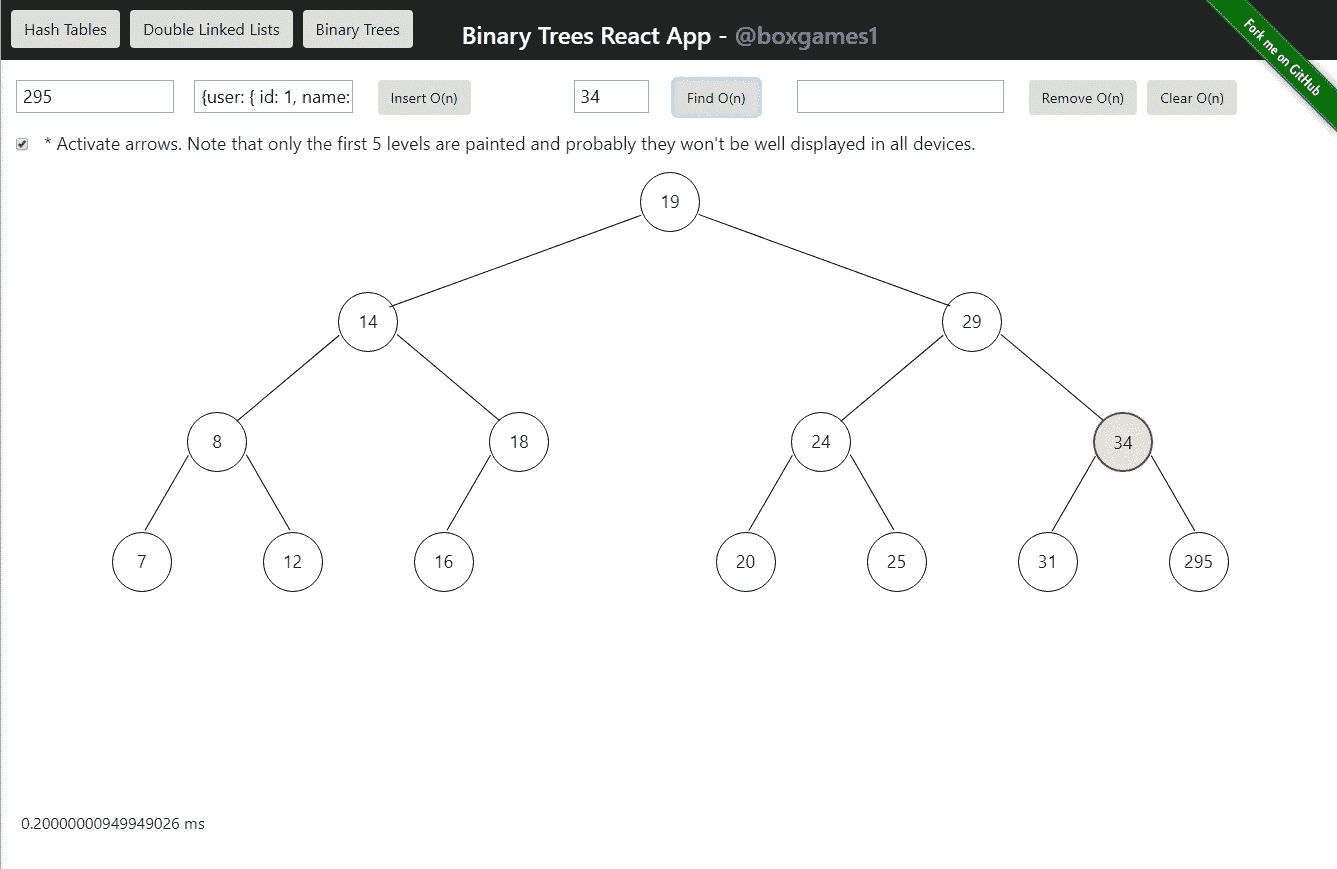 Hash Tables Double Linked Lists Binary Trees Binary Trees React App - @boxgames1 Fork me on GitHub
295 {user: { id: 1, name: Insert O(n) 34 Find O(n) Remove O(n) Clear O(n)
* Activate arrows. Note that only the first 5 levels are painted and probably they won't be well displayed in all devices.
19
14 29
8 18 24 34
7 12 16 20 25 31 295
0.20000000949949026 ms